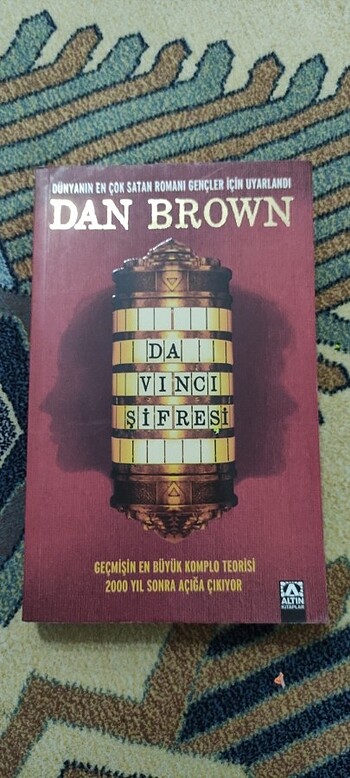 DÜNYANIN EN ÇOK SATAN ROMANI GENÇLER İÇİN UYARLANDI
DAN BROWN
DA
VINCI
ŞİFRESİ
GEÇMİŞİN EN BÜYÜK KOMPLO TEORİSİ
2000 YIL SONRA AÇIĞA ÇIKIYOR
ALTIN
KİTAPLAR